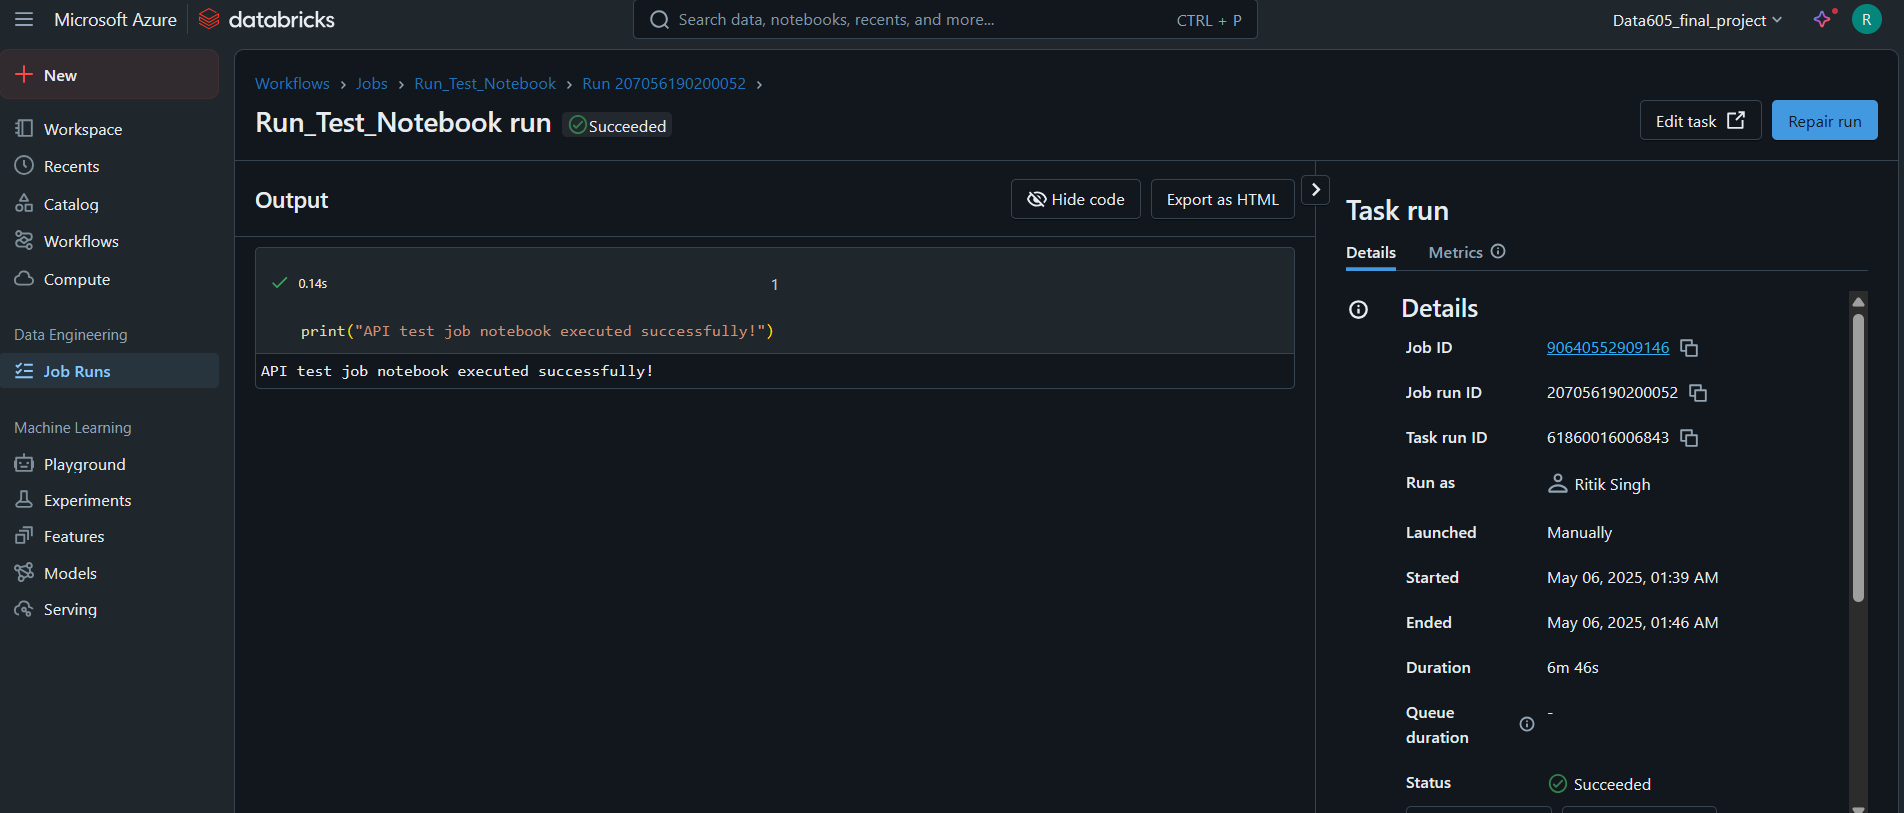 Microsoft Azure databricks
Search data, notebooks, recents, and more... CTRL + P
Data605_final_project
R
New
Workspace
Recents
Catalog
Workflows
Compute
Data Engineering
Job Runs
Machine Learning
Playground
Experiments
Features
Models
Serving
Workflows › Jobs › Run_Test_Notebook › Run 207056190200052 ›
Run_Test_Notebook run Succeeded
Edit task
Repair run
Output
Hide code
Export as HTML
0.14s 1
print("API test job notebook executed successfully!")
API test job notebook executed successfully!
Task run
Details Metrics
Details
Job ID 90640552909146
Job run ID 207056190200052
Task run ID 61860016006843
Run as Ritik Singh
Launched Manually
Started May 06, 2025, 01:39 AM
Ended May 06, 2025, 01:46 AM
Duration 6m 46s
Queue duration -
Status Succeeded